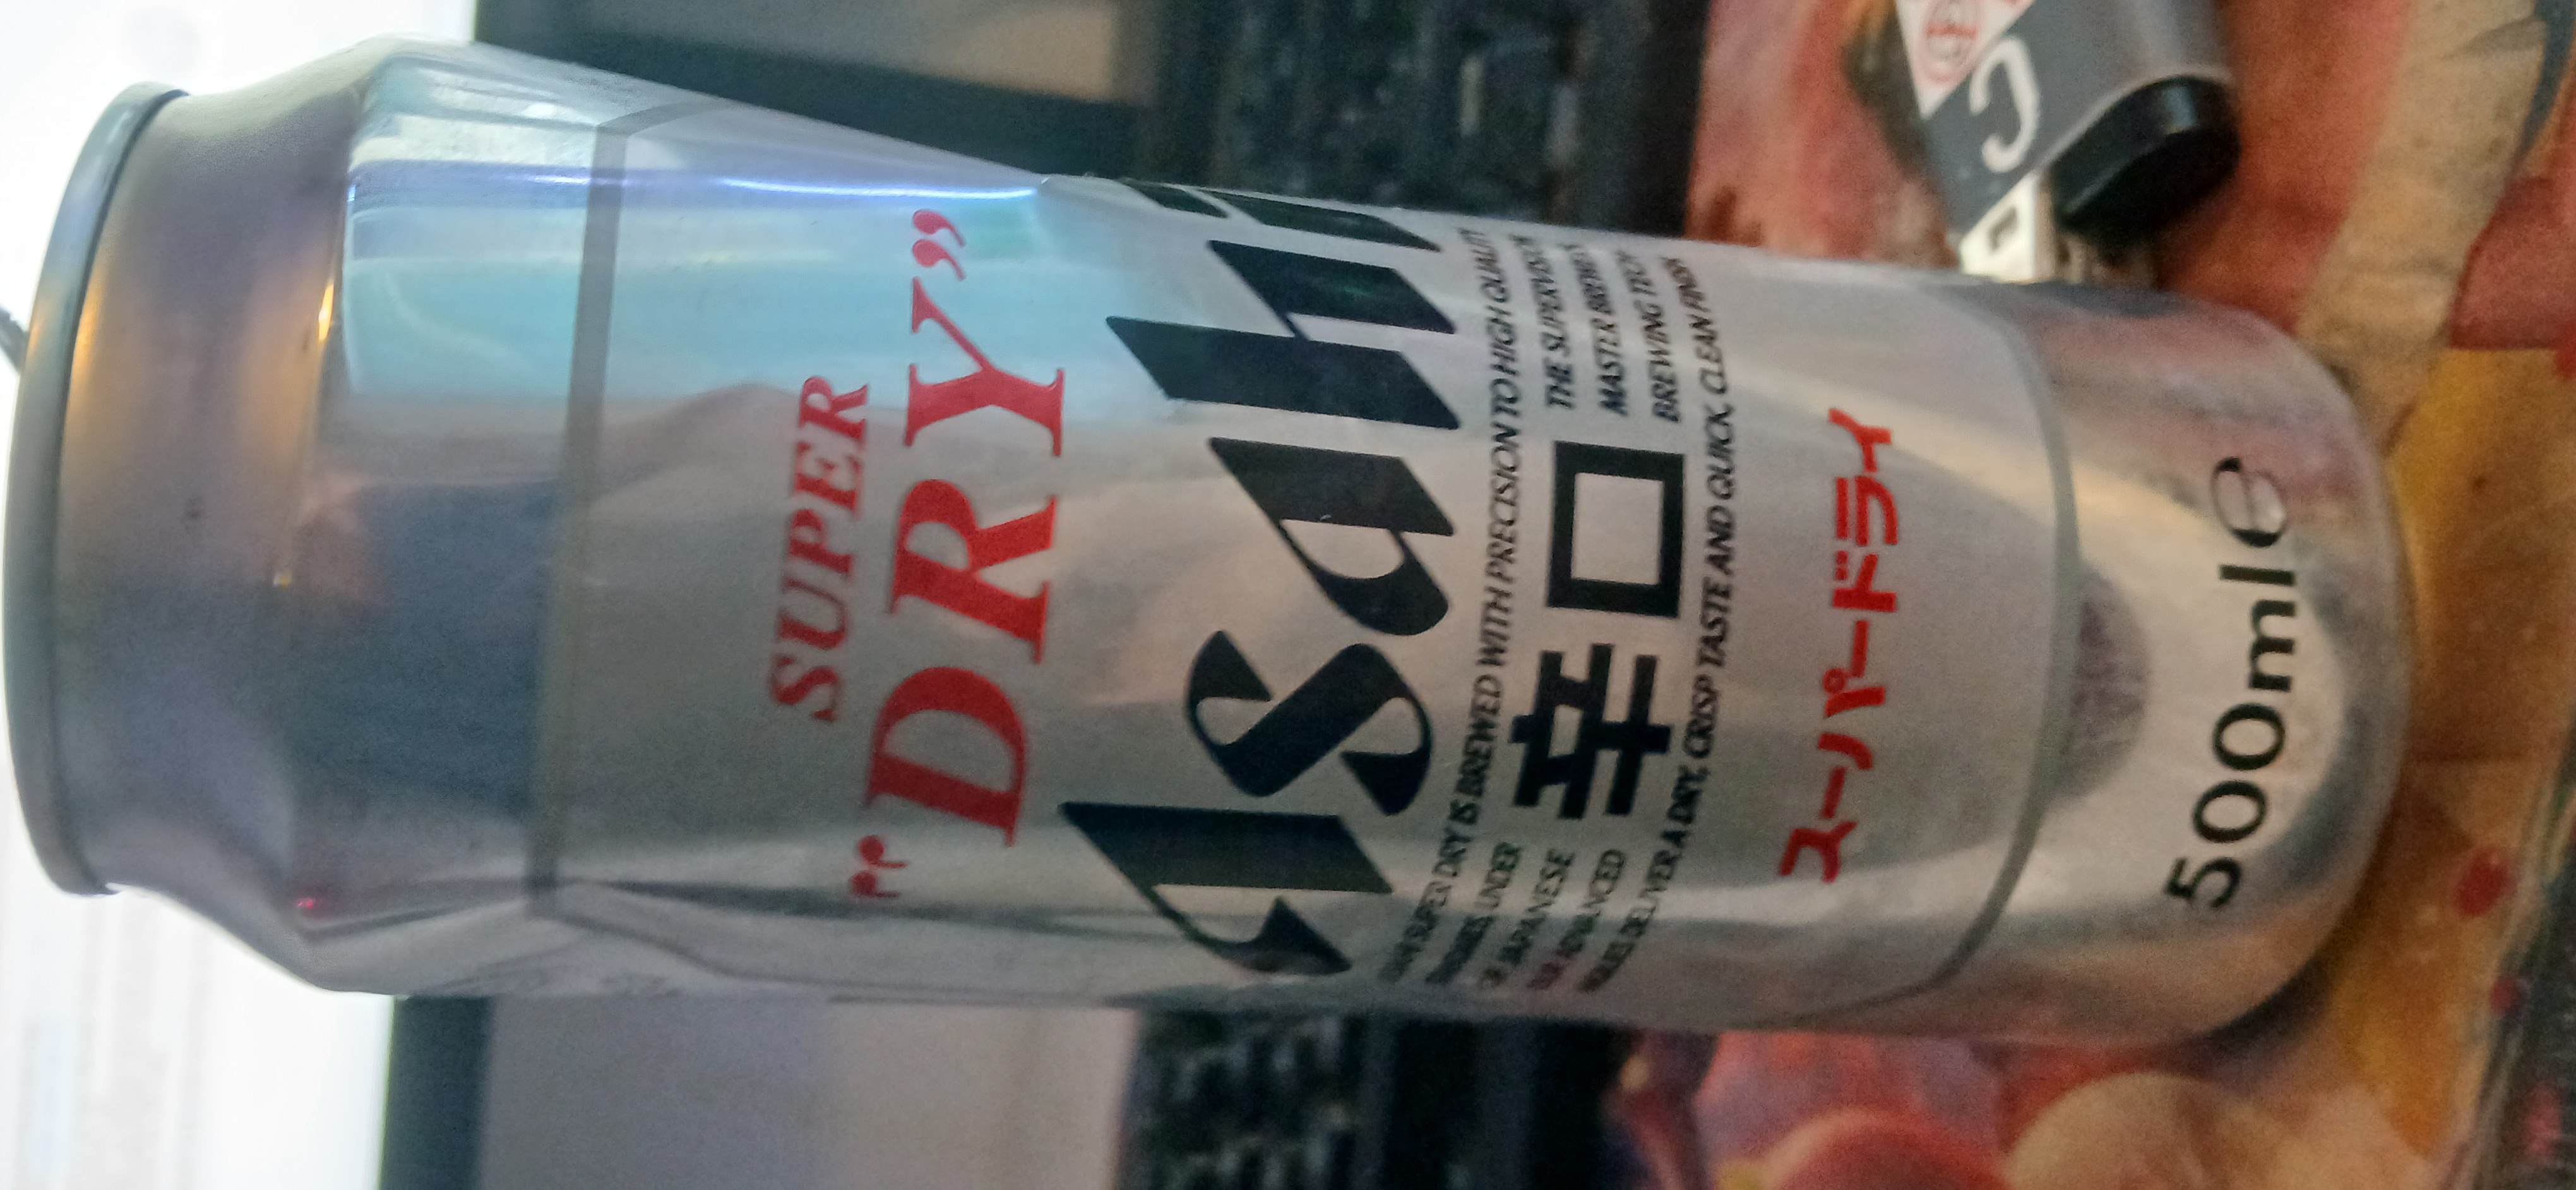 SUPER
“DRY”
Asahi
SUPER DRY IS BREWED WITH PRECISION TO HIGH QUALITY
UNDER 辛口 THE SUPERVISION
OF JAPANESE MASTER BREWERS
OUR ADVANCED BREWING TECH
DELIVER A DRY, CRISP TASTE AND QUICK, CLEAN FINISH
スーパードライ
500ml e